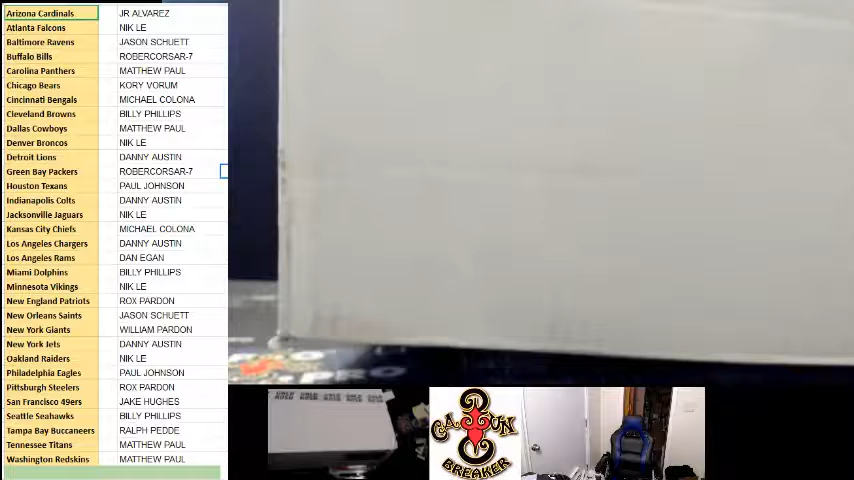 Arizona Cardinals JR ALVAREZ
Atlanta Falcons NIK LE
Baltimore Ravens JASON SCHUETT
Buffalo Bills ROBERCORSAR-7
Carolina Panthers MATTHEW PAUL
Chicago Bears KORY VORUM
Cincinnati Bengals MICHAEL COLONA
Cleveland Browns BILLY PHILLIPS
Dallas Cowboys MATTHEW PAUL
Denver Broncos NIK LE
Detroit Lions DANNY AUSTIN
Green Bay Packers ROBERCORSAR-7
Houston Texans PAUL JOHNSON
Indianapolis Colts DANNY AUSTIN
Jacksonville Jaguars NIK LE
Kansas City Chiefs MICHAEL COLONA
Los Angeles Chargers DANNY AUSTIN
Los Angeles Rams DAN EGAN
Miami Dolphins BILLY PHILLIPS
Minnesota Vikings NIK LE
New England Patriots ROX PARDON
New Orleans Saints JASON SCHUETT
New York Giants WILLIAM PARDON
New York Jets DANNY AUSTIN
Oakland Raiders NIK LE
Philadelphia Eagles PAUL JOHNSON
Pittsburgh Steelers ROX PARDON
San Francisco 49ers JAKE HUGHES
Seattle Seahawks BILLY PHILLIPS
Tampa Bay Buccaneers RALPH PEDDE
Tennessee Titans MATTHEW PAUL
Washington Redskins MATTHEW PAUL
CAJUN
BREAKER